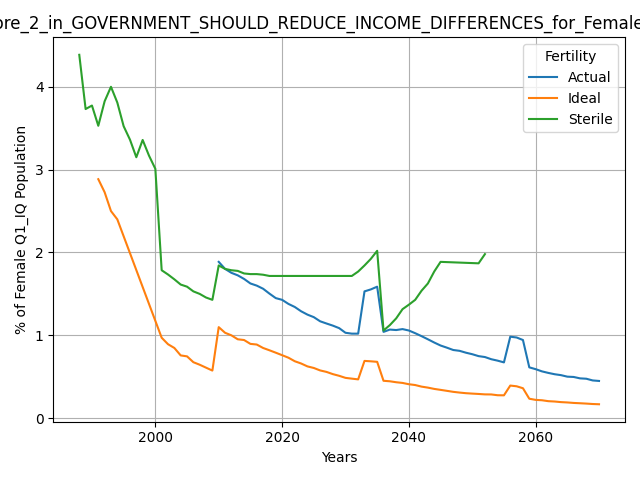 ore_2_in_GOVERNMENT_SHOULD_REDUCE_INCOME_DIFFERENCES_for_Female
Fertility
Actual
Ideal
Sterile
% of Female Q1_IQ Population
4
3
2
1
0
2000 2020 2040 2060
Years